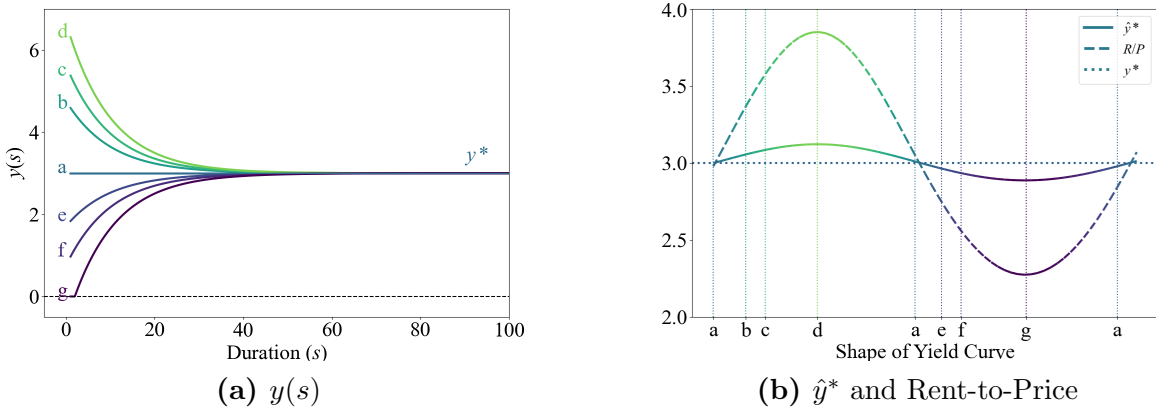 d
c
b
a
e
f
g
y*
6
4
2
0
y(s)
0 20 40 60 80 100
Duration (s)
(a) y(s)
4.0
3.5
3.0
2.5
2.0
ŷ*
R/P
y*
a b c d a e f g a
Shape of Yield Curve
(b) ŷ* and Rent-to-Price